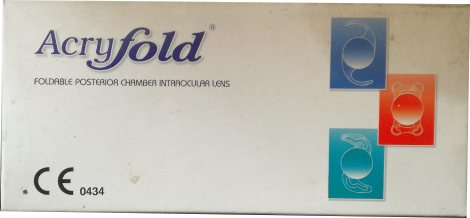 Acryfold®
FOLDABLE POSTERIOR CHAMBER INTRAOCULAR LENS
CE 0434